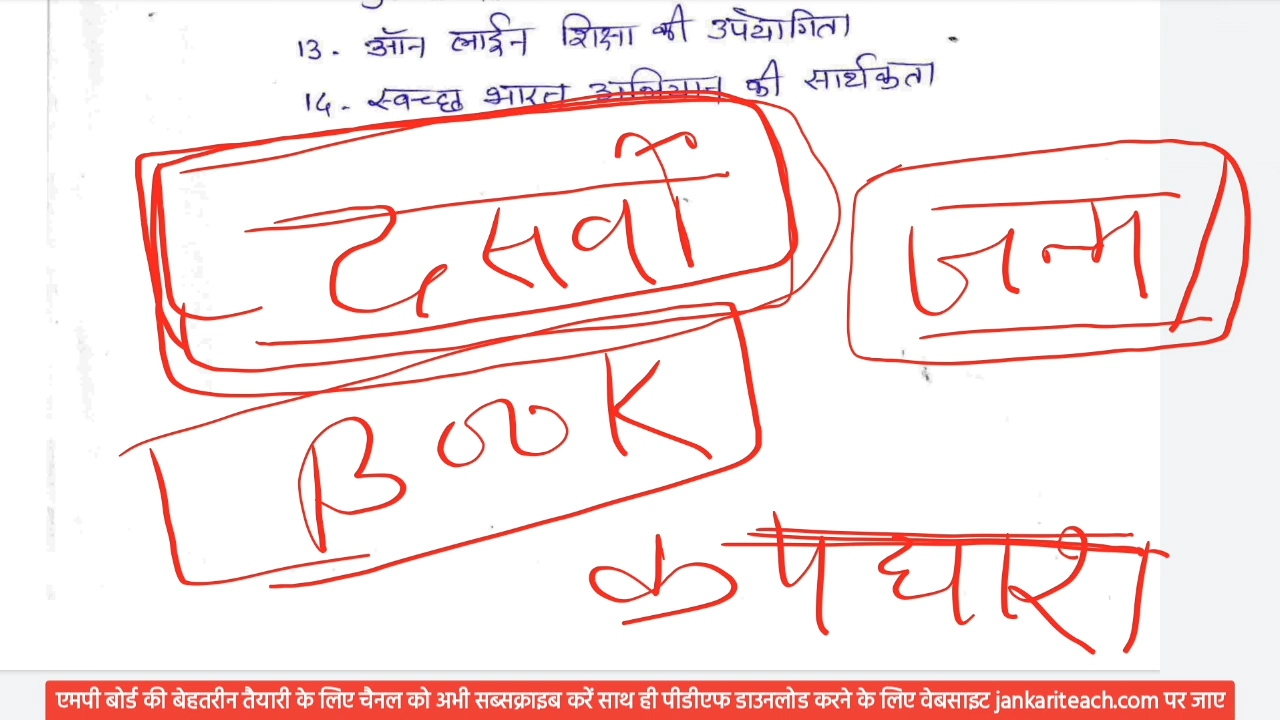 13. ऑन लाईन शिक्षा की उपयोगिता
14. स्वच्छ भारत अभियान की सार्थकता
दसवीं
जन्म
BooK
एमपी बोर्ड की बेहतरीन तैयारी के लिए चैनल को अभी सब्सक्राइब करें साथ ही पीडीएफ डाउनलोड करने के लिए वेबसाइट jankariteach.com पर जाए